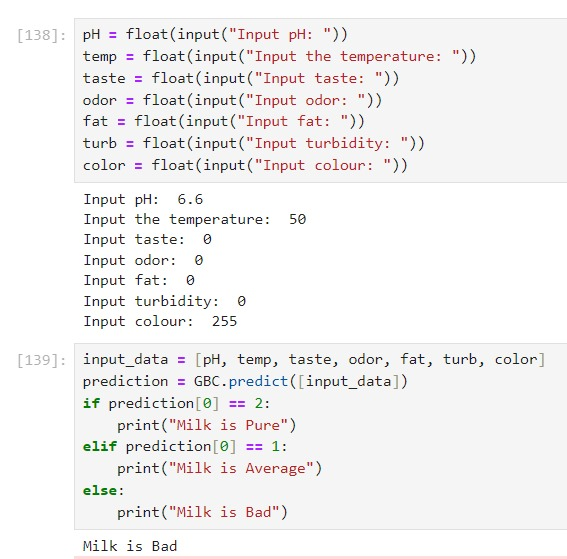 [138]: pH = float(input("Input pH: "))
temp = float(input("Input the temperature: "))
taste = float(input("Input taste: "))
odor = float(input("Input odor: "))
fat = float(input("Input fat: "))
turb = float(input("Input turbidity: "))
color = float(input("Input colour: "))
Input pH:  6.6
Input the temperature:  50
Input taste:  0
Input odor:  0
Input fat:  0
Input turbidity:  0
Input colour:  255
[139]: input_data = [pH, temp, taste, odor, fat, turb, color]
prediction = GBC.predict([input_data])
if prediction[0] == 2:
    print("Milk is Pure")
elif prediction[0] == 1:
    print("Milk is Average")
else:
    print("Milk is Bad")
Milk is Bad